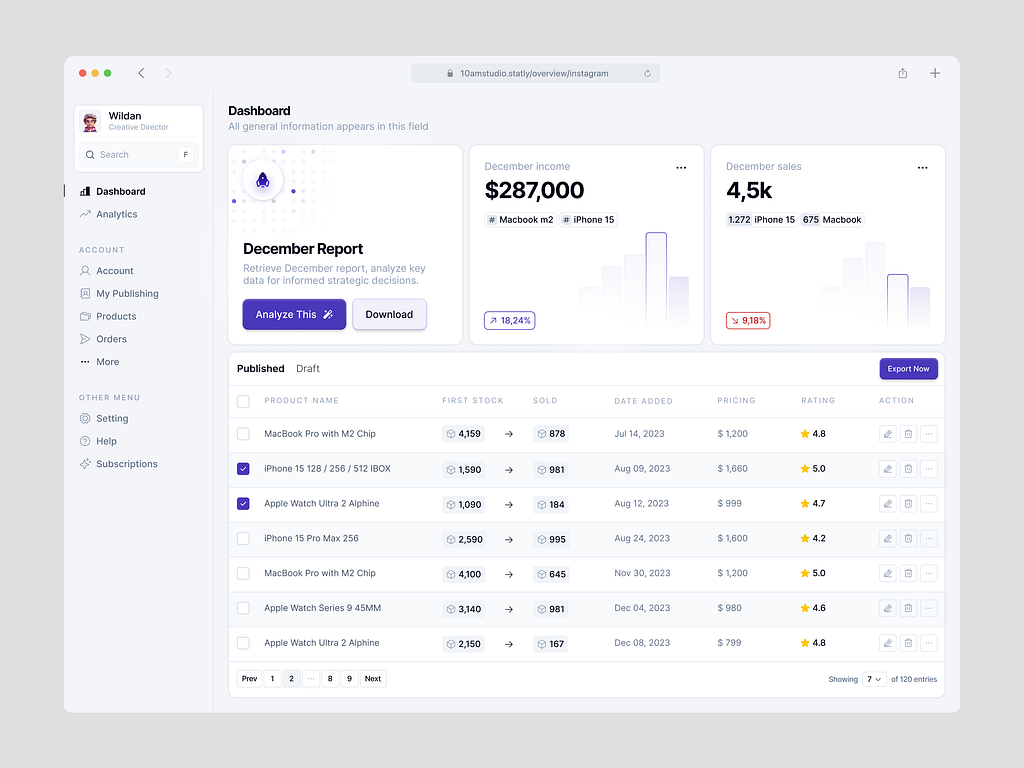 10amstudio.statly/overview/instagram
Wildan
Creative Director
Search F
Dashboard
Analytics
ACCOUNT
Account
My Publishing
Products
Orders
More
OTHER MENU
Setting
Help
Subscriptions
Dashboard
All general information appears in this field
December Report
Retrieve December report, analyze key
data for informed strategic decisions.
Analyze This Download
December income
$287,000
# Macbook m2 # iPhone 15
18,24%
December sales
4,5k
1.272 iPhone 15 675 Macbook
9,18%
Published Draft Export Now
PRODUCT NAME FIRST STOCK SOLD DATE ADDED PRICING RATING ACTION
MacBook Pro with M2 Chip 4,159 878 Jul 14, 2023 $ 1,200 4.8
iPhone 15 128 / 256 / 512 IBOX 1,590 981 Aug 09, 2023 $ 1,660 5.0
Apple Watch Ultra 2 Alphine 1,090 184 Aug 12, 2023 $ 999 4.7
iPhone 15 Pro Max 256 2,590 995 Aug 24, 2023 $ 1,600 4.2
MacBook Pro with M2 Chip 4,100 645 Nov 30, 2023 $ 1,200 5.0
Apple Watch Series 9 45MM 3,140 981 Dec 04, 2023 $ 980 4.6
Apple Watch Ultra 2 Alphine 2,150 167 Dec 08, 2023 $ 799 4.8
Prev 1 2 ... 8 9 Next Showing 7 of 120 entries